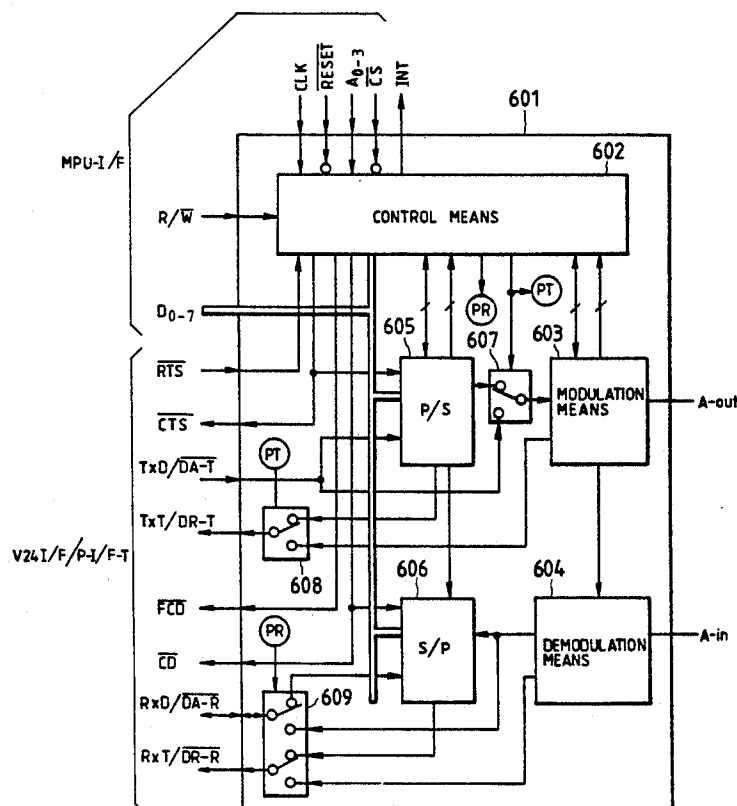 CLK
RESET
A0-3
CS
INT
601
602
MPU-I/F
R/W
CONTROL MEANS
D0-7
PR
PT
605
607
603
RTS
P/S
MODULATION MEANS
A-out
CTS
TxD/DA-T
PT
TxT/DR-T
V24I/F/P-I/F-T
608
606
604
FCD
PR
S/P
DEMODULATION MEANS
A-in
CD
609
RxD/DA-R
RxT/DR-R